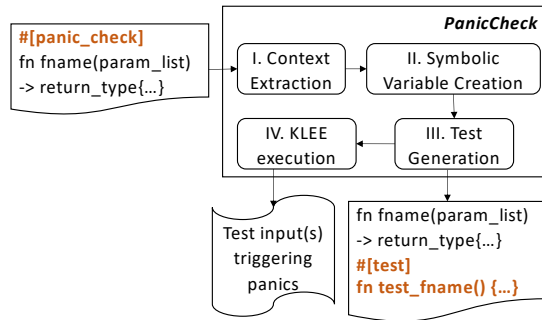 PanicCheck
#[panic_check]
fn fname(param_list)
-> return_type{…}
I. Context
Extraction
II. Symbolic
Variable Creation
IV. KLEE
execution
III. Test
Generation
Test input(s)
triggering
panics
fn fname(param_list)
-> return_type{…}
#[test]
fn test_fname() {…}